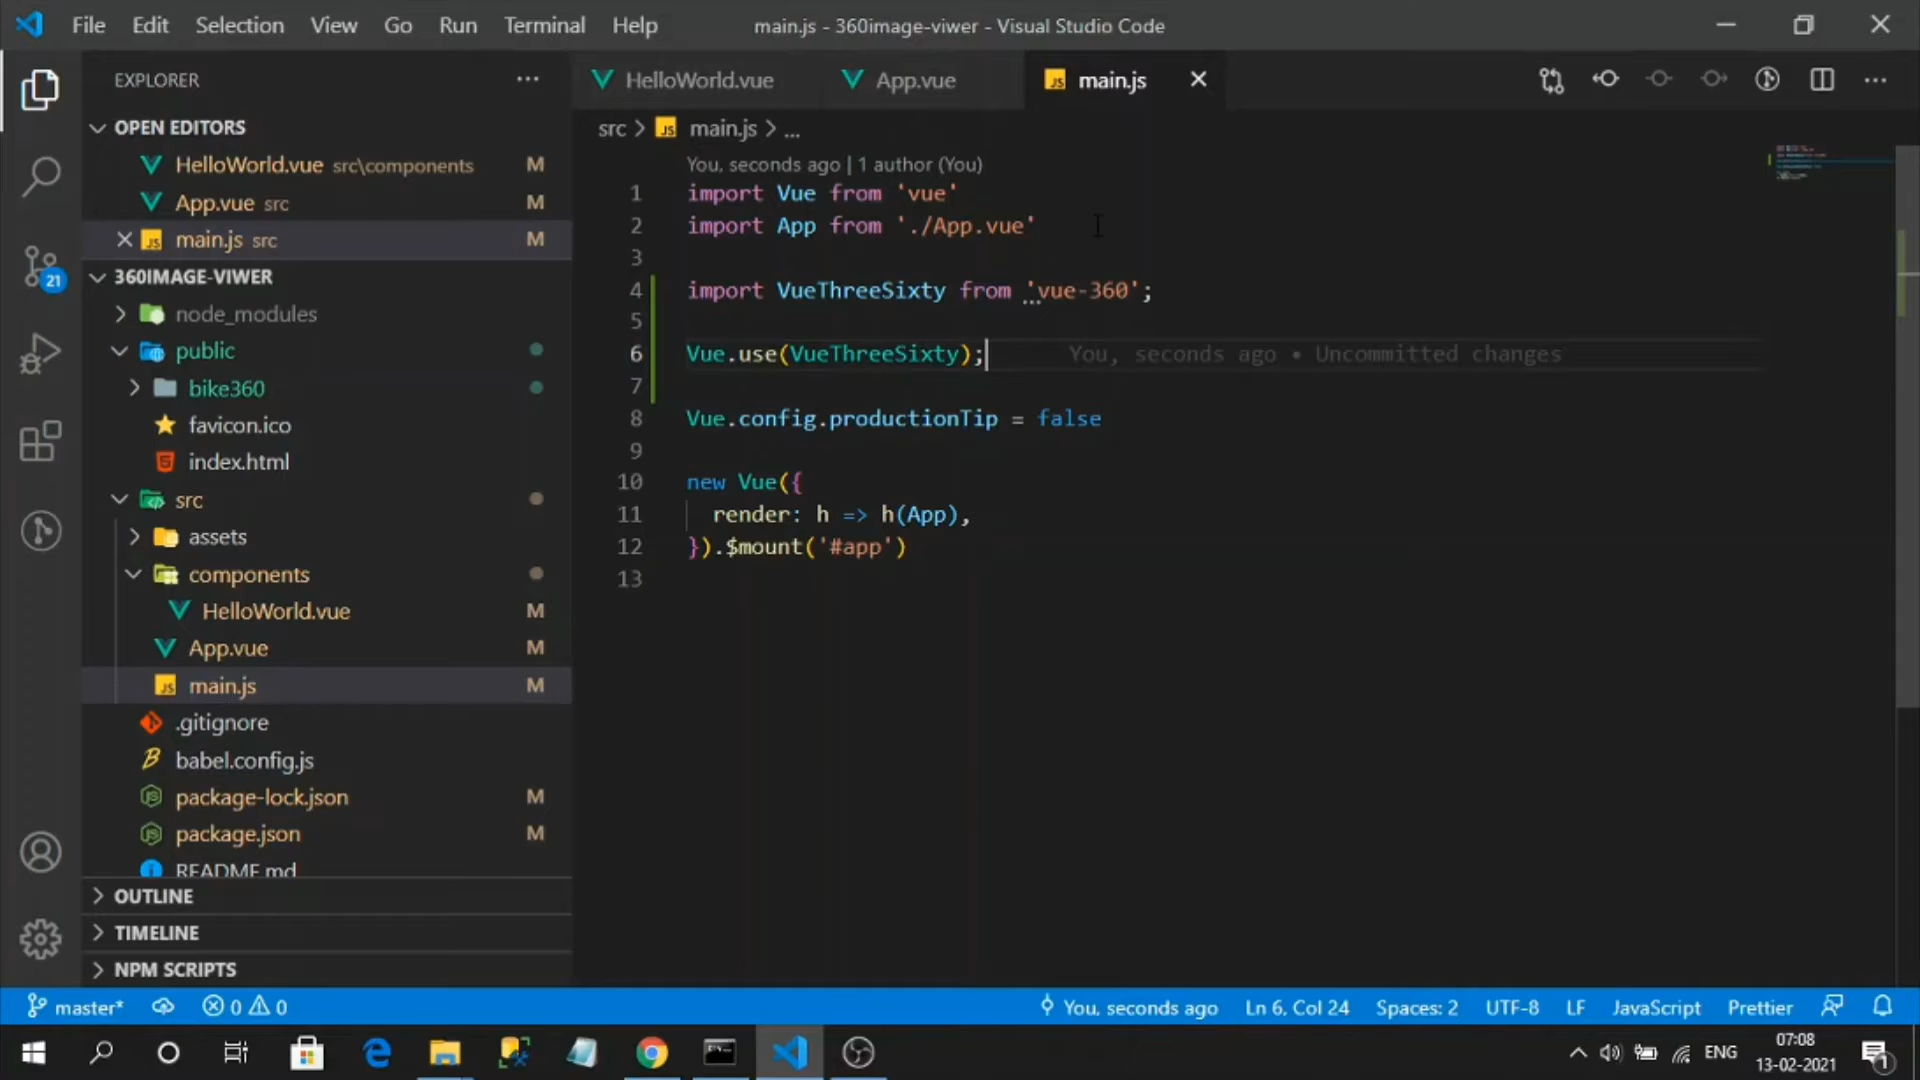 File Edit Selection View Go Run Terminal Help main.js - 360image-viwer - Visual Studio Code
EXPLORER
OPEN EDITORS
HelloWorld.vue src\components M
App.vue src M
main.js src M
360IMAGE-VIWER
node_modules
public
bike360
favicon.ico
index.html
src
assets
components
HelloWorld.vue M
App.vue M
main.js M
.gitignore
babel.config.js
package-lock.json M
package.json M
README.md
OUTLINE
TIMELINE
NPM SCRIPTS
21
HelloWorld.vue App.vue main.js
src > main.js > ...
You, seconds ago | 1 author (You)
1 import Vue from 'vue'
2 import App from './App.vue'
3
4 import VueThreeSixty from 'vue-360';
5
6 Vue.use(VueThreeSixty); You, seconds ago • Uncommitted changes
7
8 Vue.config.productionTip = false
9
10 new Vue({
11 render: h => h(App),
12 }).$mount('#app')
13
master* 0 0 You, seconds ago Ln 6, Col 24 Spaces: 2 UTF-8 LF JavaScript Prettier
ENG 07:08
13-02-2021
1